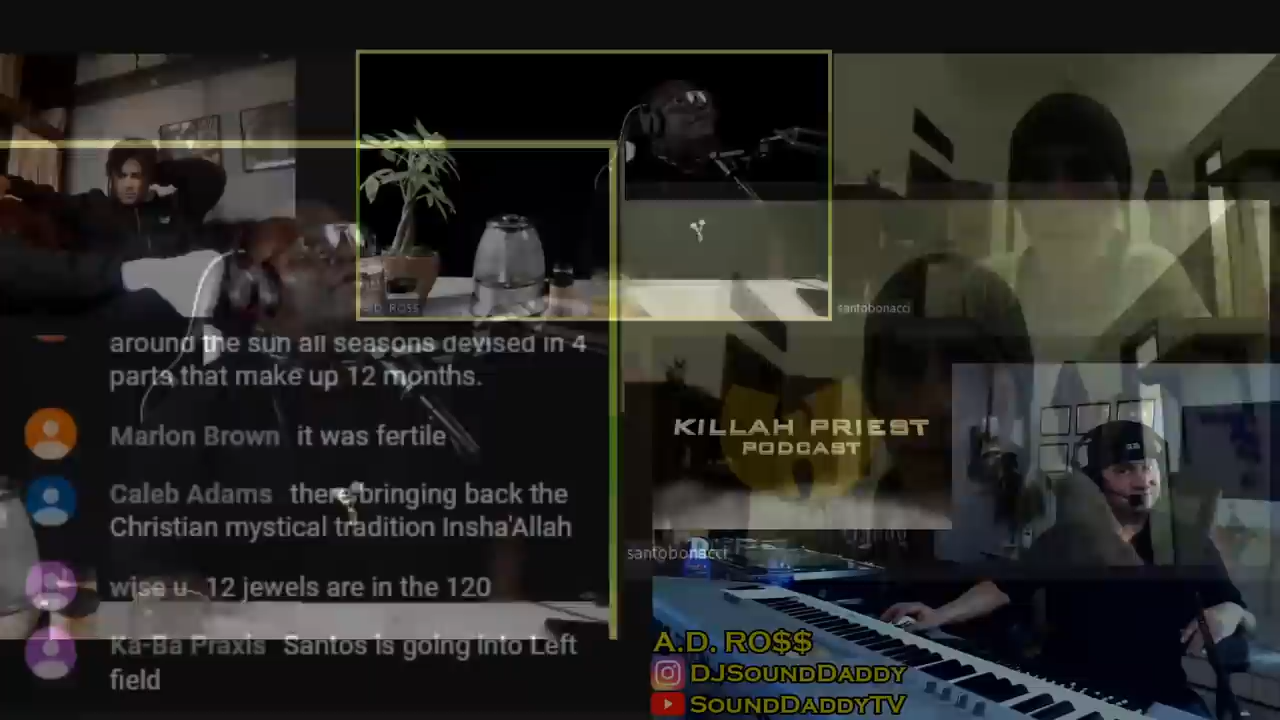 A.D. ROSS
santobonacci
around the sun all seasons devised in 4
parts that make up 12 months.
Marlon Brown it was fertile
Caleb Adams there bringing back the
Christian mystical tradition Insha'Allah
wise u 12 jewels are in the 120
Ka-Ba Praxis Santos is going into Left
field
KILLAH PRIEST
PODCAST
santobonacci
A.D. RO$$
DJSOUNDDADDY
SOUNDDADDYTV